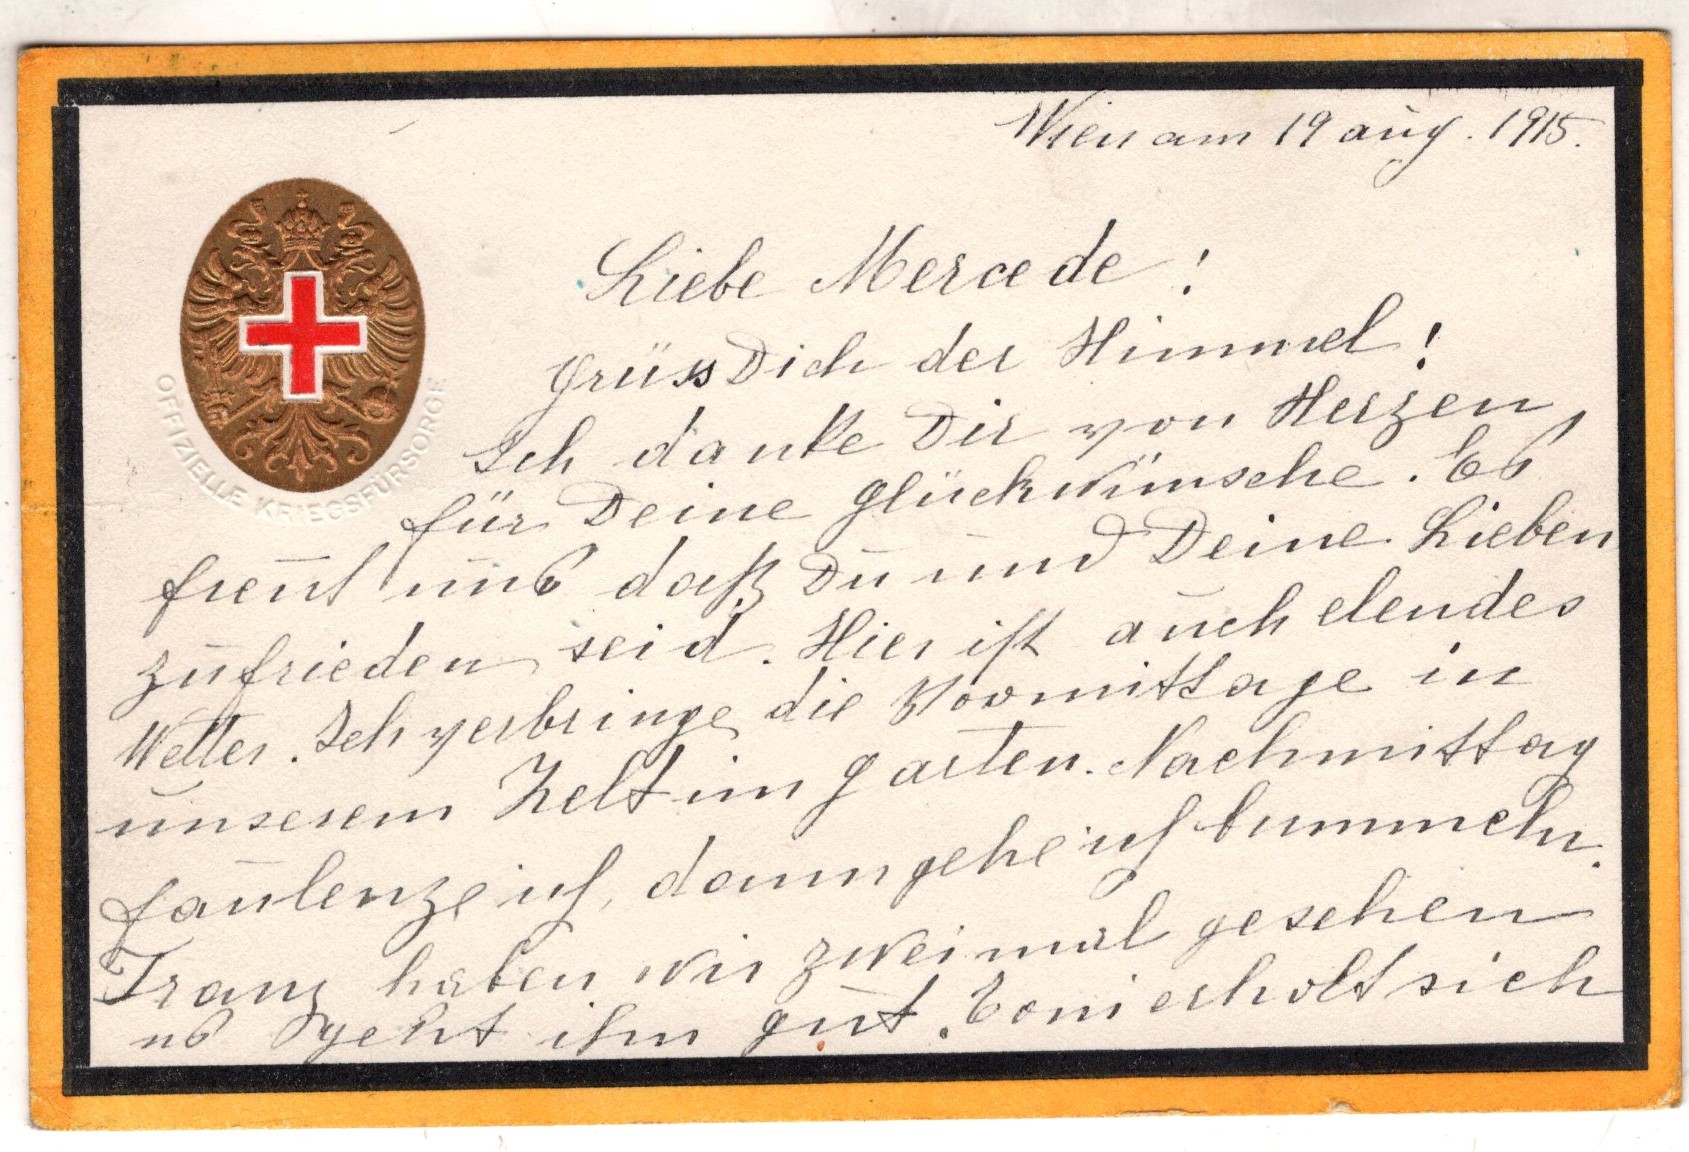 Wien am 19 aug. 1915.
OFFIZIELLE KRIEGSFÜRSORGE
Liebe Mercede!
Grüss Dich der Himmel!
Ich danke Dir von Herzen
für Deine Glückwünsche. Es
freut uns daß Du und Deine Lieben
zufrieden seid. Hier ist auch elendes
Wetter. Ich verbringe die Vormittage in
unserem Zelt im Garten. Nachmittag
faulenze ich, dann gehe ich bummeln.
Franz haben wir zweimal gesehen
es geht ihm gut. Toni erholt sich